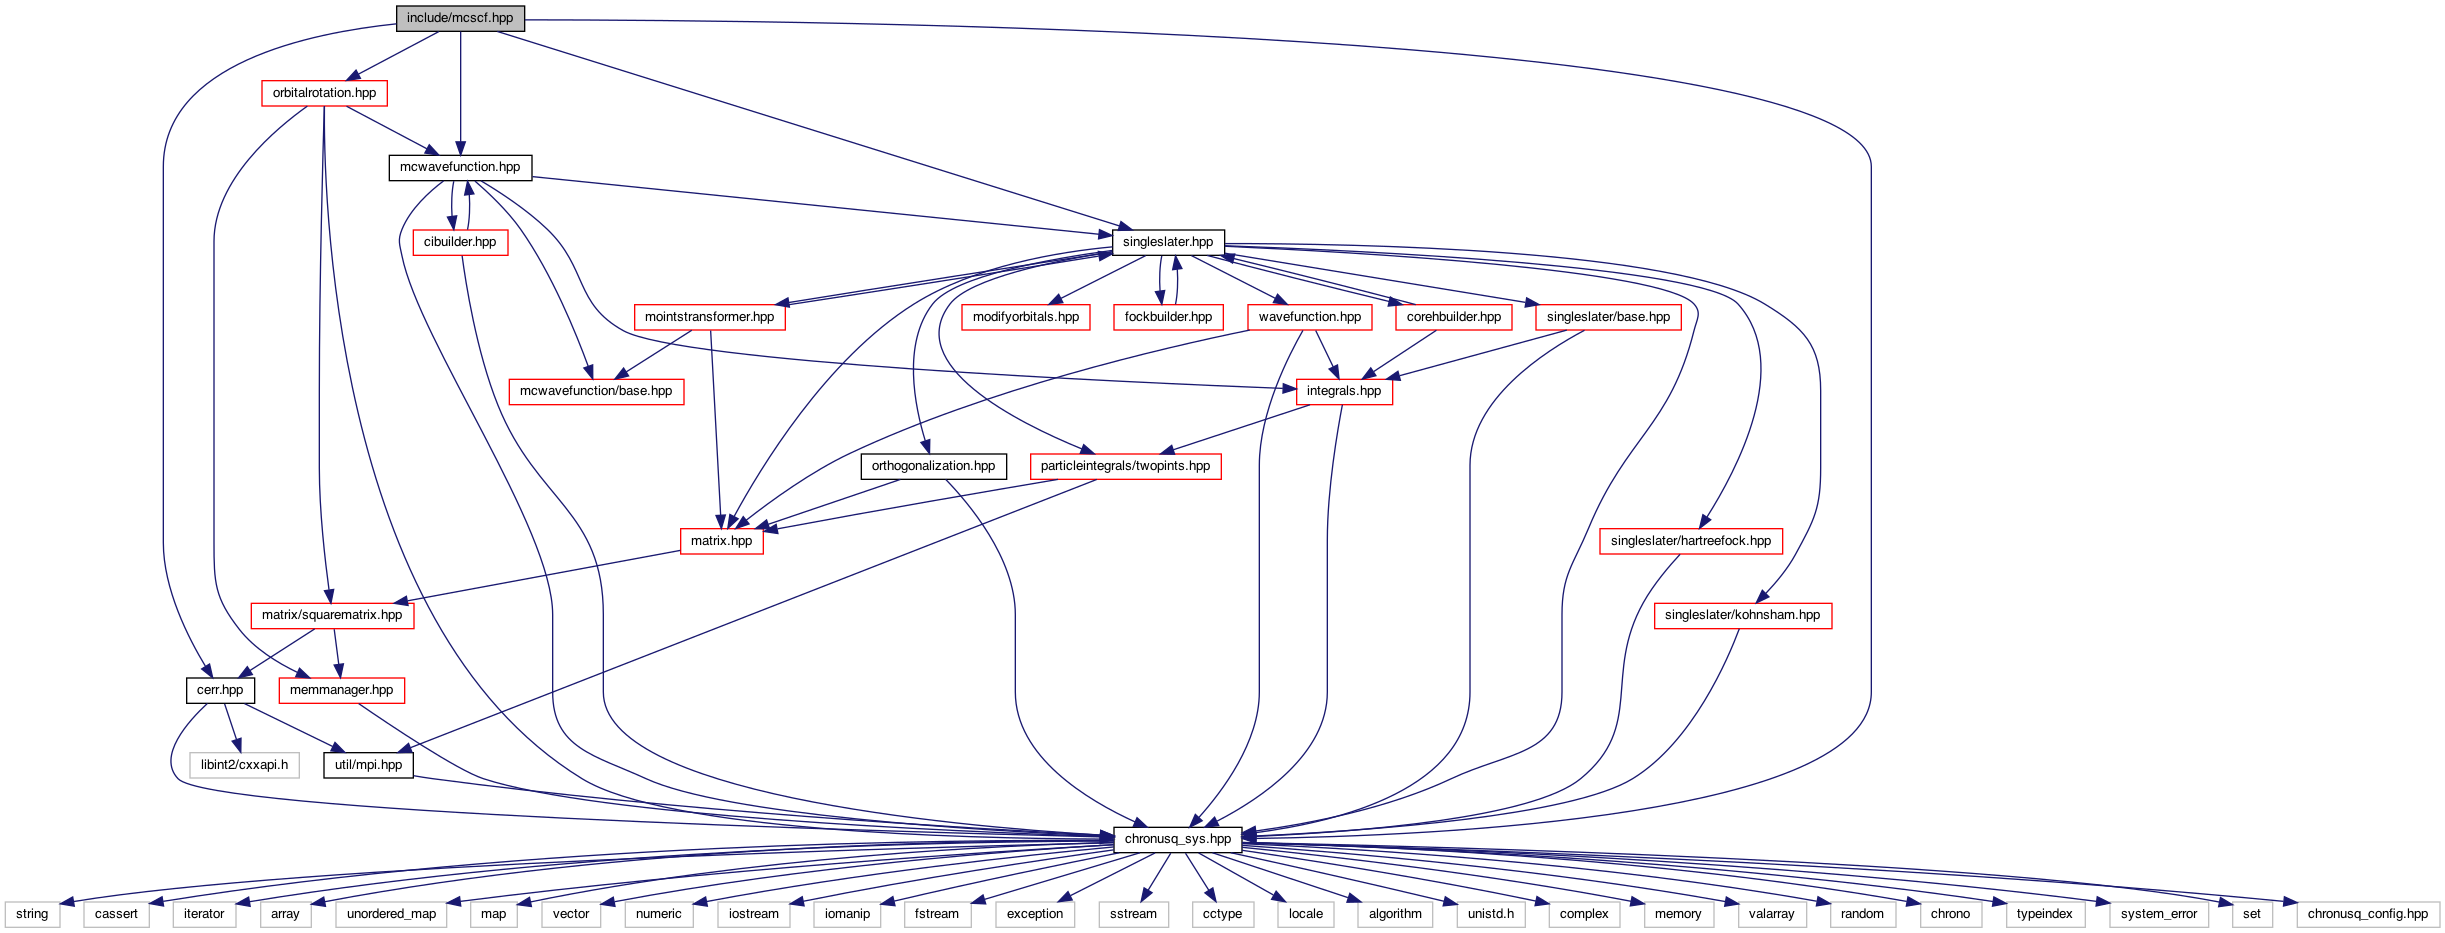 include/mcscf.hpp
orbitalrotation.hpp
mcwavefunction.hpp
cibuilder.hpp
singleslater.hpp
mointstransformer.hpp
modifyorbitals.hpp
fockbuilder.hpp
wavefunction.hpp
corehbuilder.hpp
singleslater/base.hpp
mcwavefunction/base.hpp
integrals.hpp
orthogonalization.hpp
particleintegrals/twopints.hpp
matrix.hpp
singleslater/hartreefock.hpp
matrix/squarematrix.hpp
singleslater/kohnsham.hpp
cerr.hpp
memmanager.hpp
libint2/cxxapi.h
util/mpi.hpp
chronusq_sys.hpp
string
cassert
iterator
array
unordered_map
map
vector
numeric
iostream
iomanip
fstream
exception
sstream
cctype
locale
algorithm
unistd.h
complex
memory
valarray
random
chrono
typeindex
system_error
set
chronusq_config.hpp